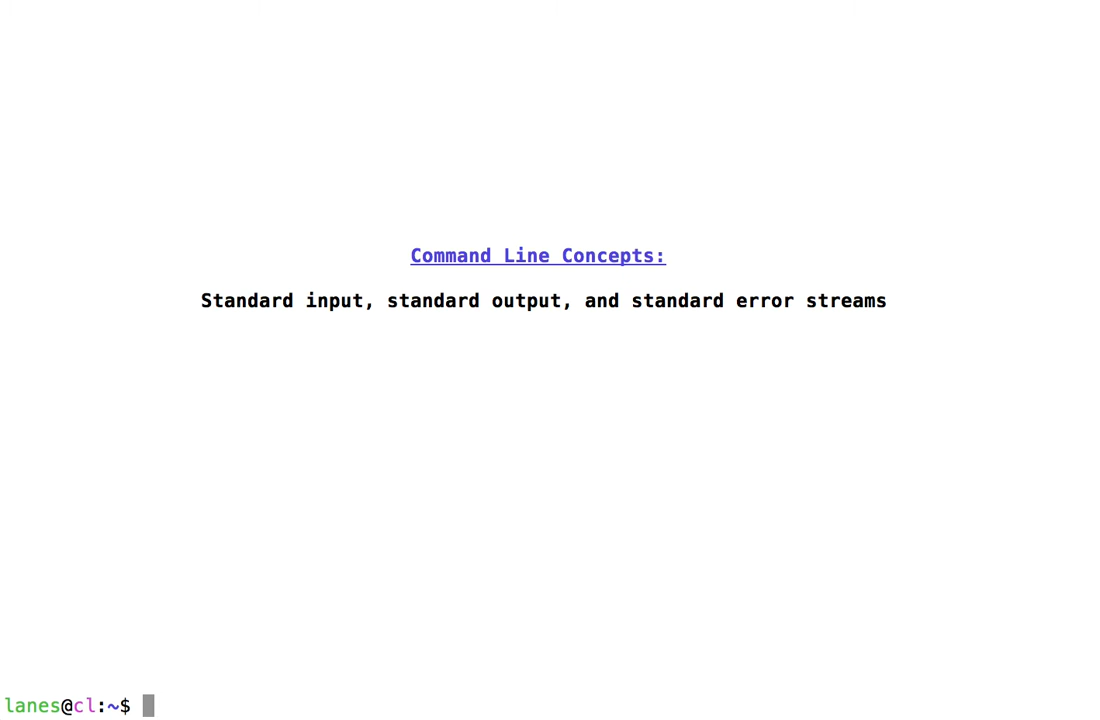 Command Line Concepts:
Standard input, standard output, and standard error streams
lanes@cl:~$